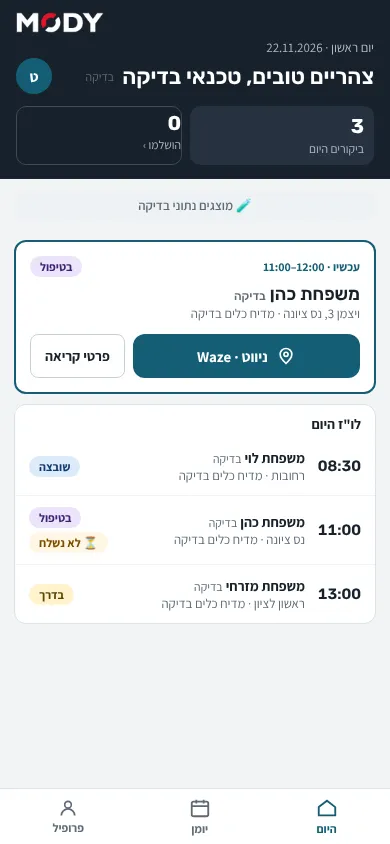 MODY
יום ראשון · 22.11.2026
צהריים טובים, טכנאי בדיקה בדיקה
ט
3
ביקורים היום
0
הושלמו ›
🧪 מוצגים נתוני בדיקה
עכשיו · 11:00–12:00
בטיפול
משפחת כהן בדיקה
ויצמן 3, נס ציונה · מדיח כלים בדיקה
ניווט · Waze
פרטי קריאה
לו"ז היום
08:30
משפחת לוי בדיקה
רחובות · מדיח כלים בדיקה
שובצה
11:00
משפחת כהן בדיקה
נס ציונה · מדיח כלים בדיקה
בטיפול
⏳ לא נשלח
13:00
משפחת מזרחי בדיקה
ראשון לציון · מדיח כלים בדיקה
בדרך
היום
יומן
פרופיל